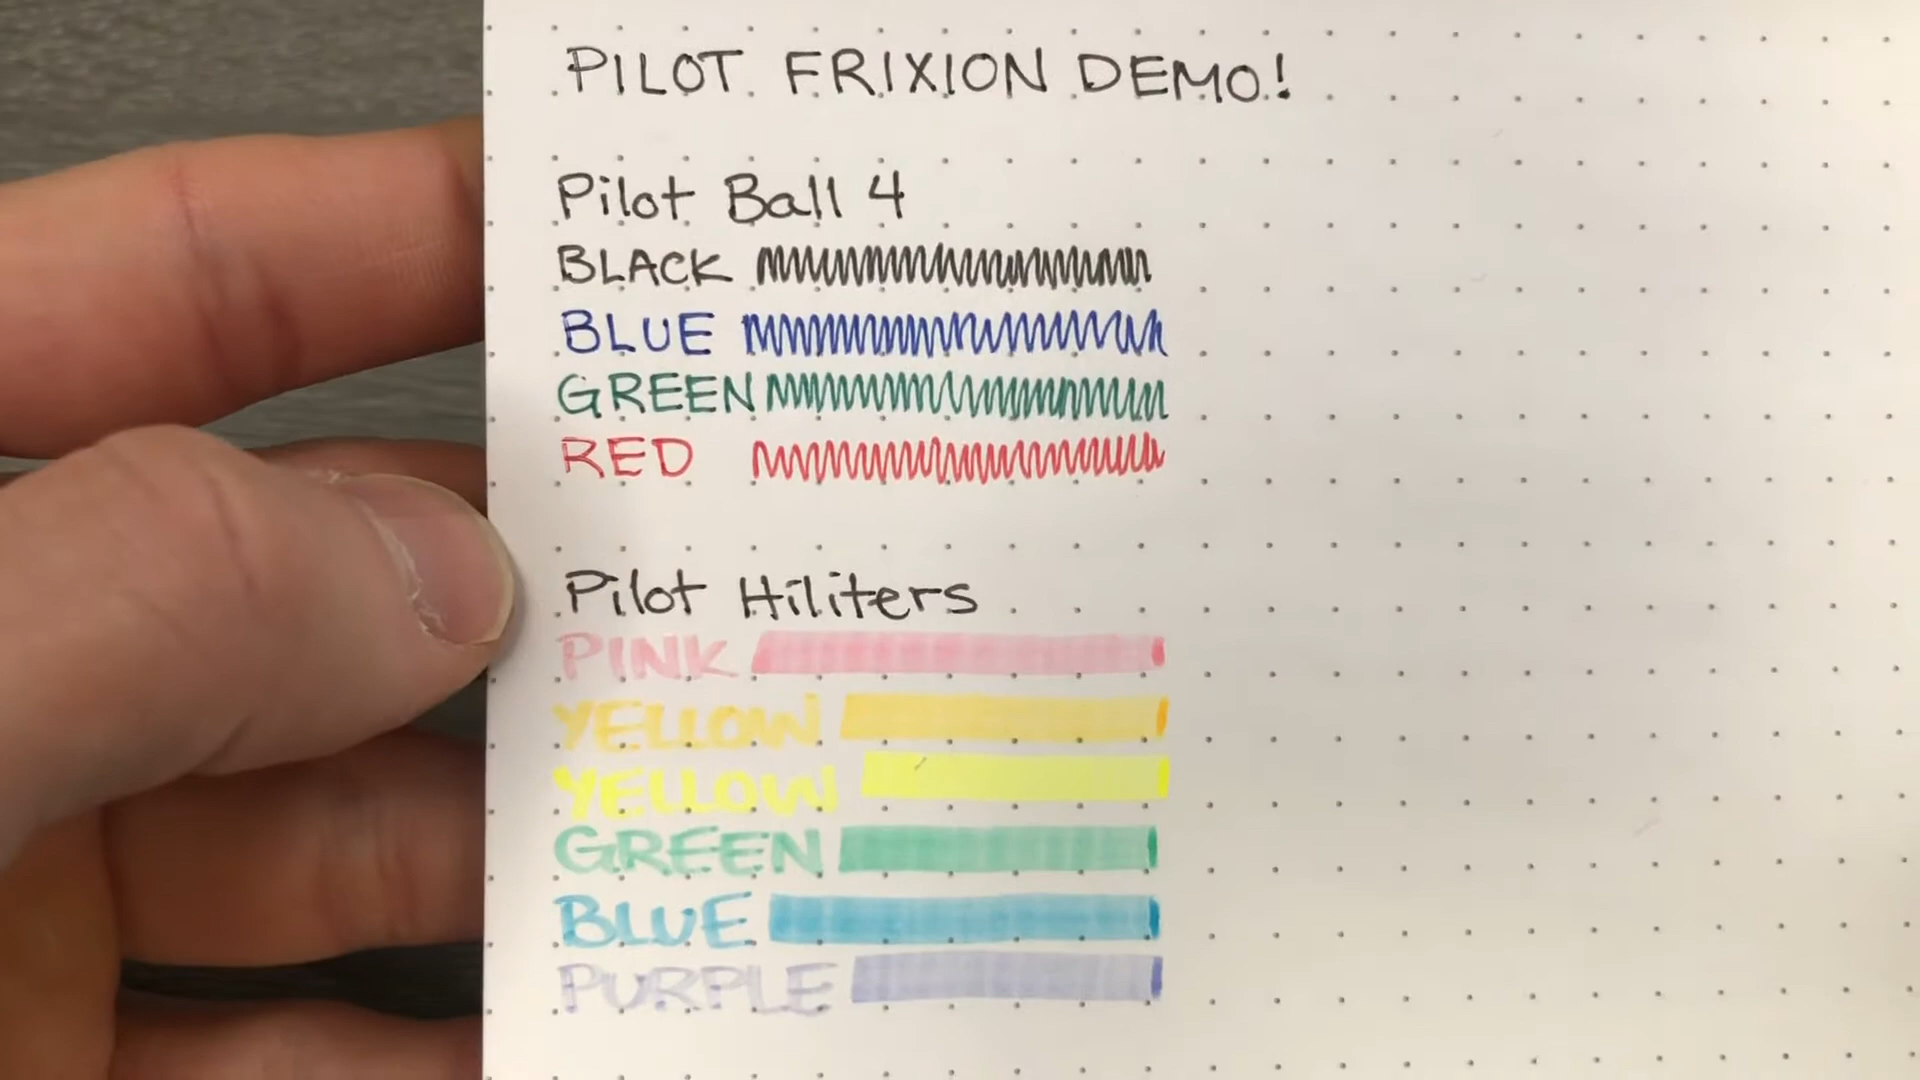 PILOT FRIXION DEMO!
Pilot Ball 4
BLACK
BLUE
GREEN
RED
Pilot Hiliters
PINK
YELLOW
YELLOW
GREEN
BLUE
PURPLE